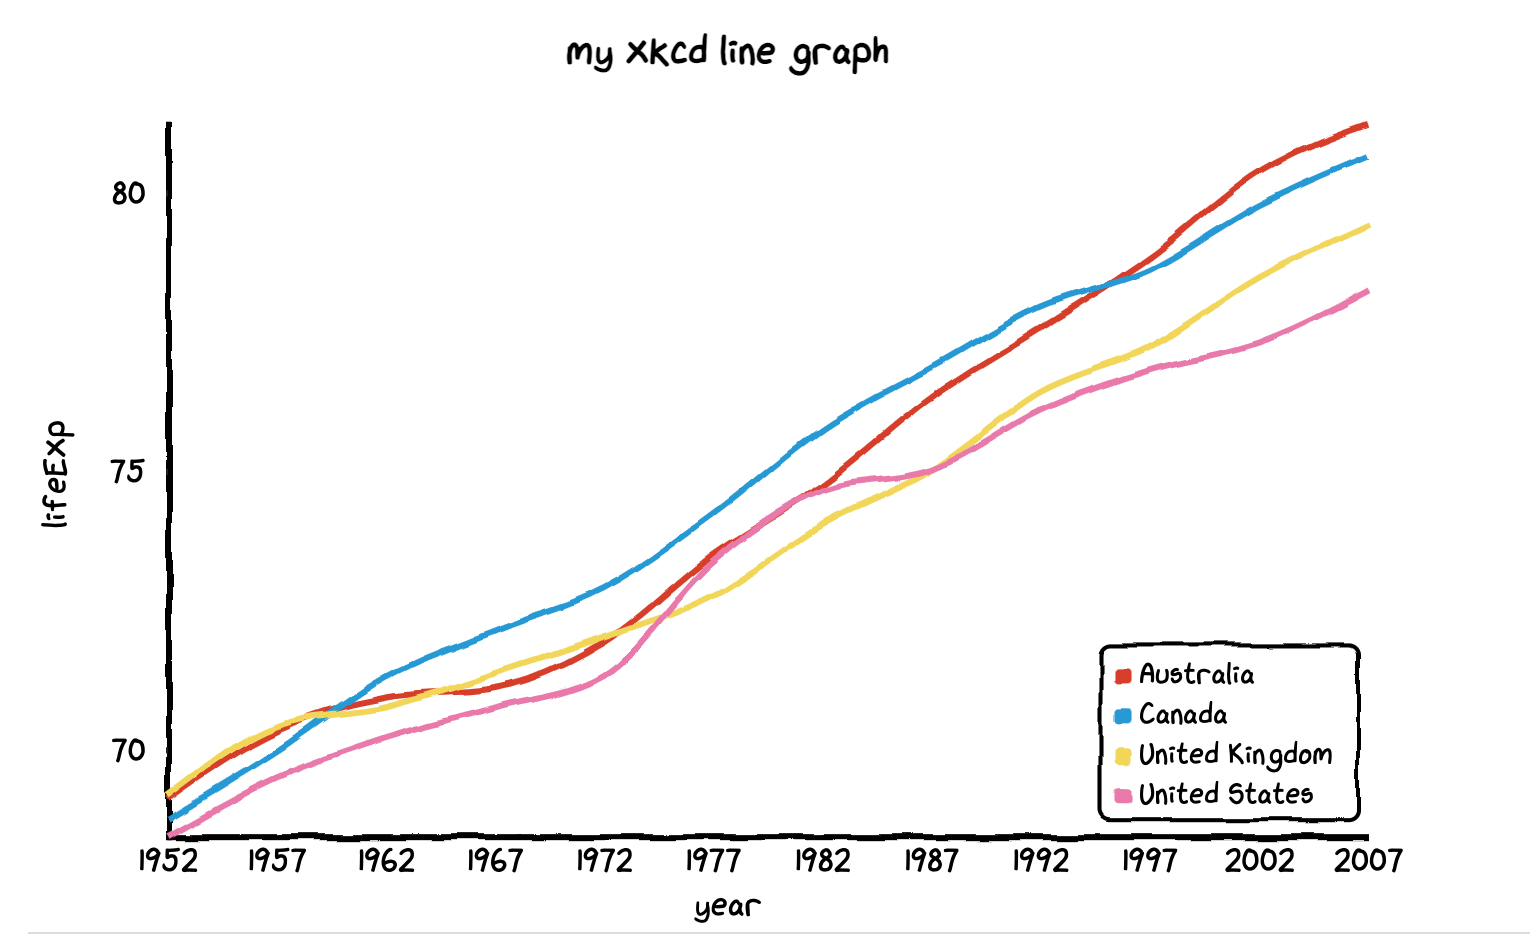 my xkcd line graph
80
75
70
lifeExp
1952 1957 1962 1967 1972 1977 1982 1987 1992 1997 2002 2007
year
Australia
Canada
United Kingdom
United States